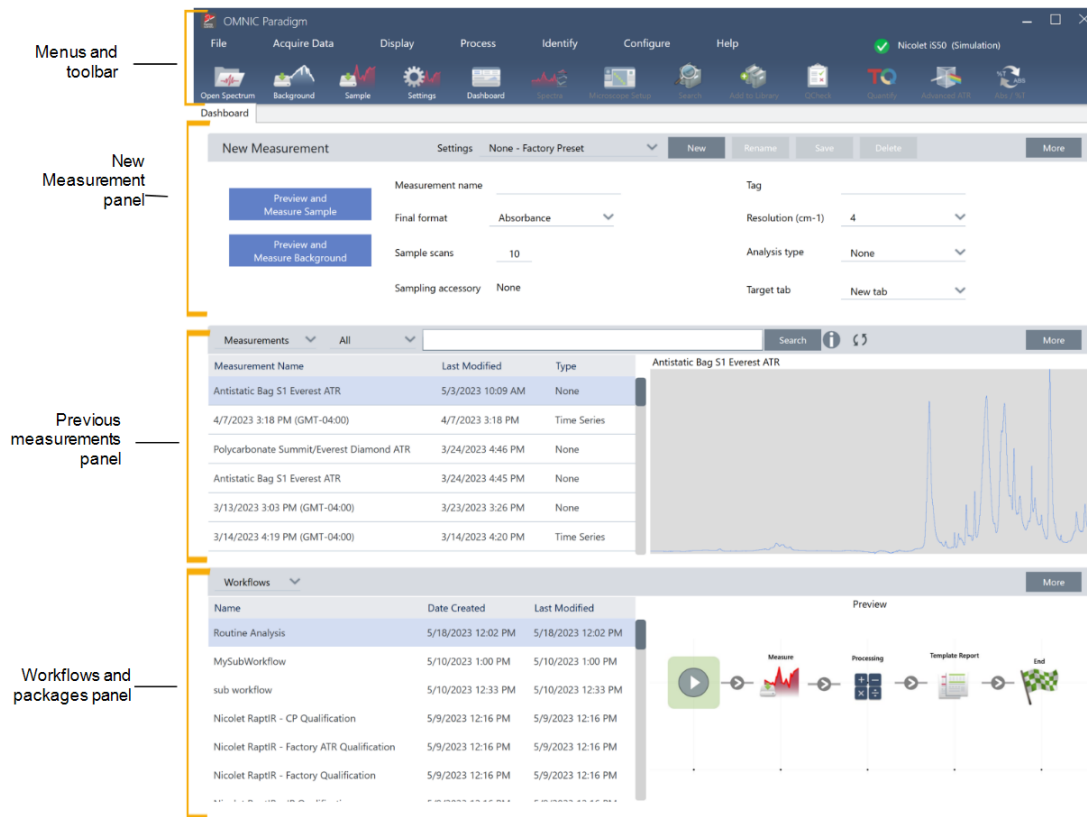 Menus and
toolbar
New
Measurement
panel
Previous
measurements
panel
Workflows and
packages panel
OMNIC Paradigm
File Acquire Data Display Process Identify Configure Help Nicolet iS50 (Simulation)
Open Spectrum Background Sample Settings Dashboard Spectra Microscope Setup Search Add to Library QCheck Quantify Advanced ATR Abs / %T
TQ
%T
ABS
Dashboard
New Measurement Settings None - Factory Preset New Rename Save Delete More
Preview and
Measure Sample
Preview and
Measure Background
Measurement name Tag
Final format Absorbance Resolution (cm-1) 4
Sample scans 10 Analysis type None
Sampling accessory None Target tab New tab
Measurements All Search More
Measurement Name Last Modified Type
Antistatic Bag S1 Everest ATR 5/3/2023 10:09 AM None
4/7/2023 3:18 PM (GMT-04:00) 4/7/2023 3:18 PM Time Series
Polycarbonate Summit/Everest Diamond ATR 3/24/2023 4:46 PM None
Antistatic Bag S1 Everest ATR 3/24/2023 4:45 PM None
3/13/2023 3:03 PM (GMT-04:00) 3/23/2023 3:26 PM None
3/14/2023 4:19 PM (GMT-04:00) 3/14/2023 4:20 PM Time Series
Antistatic Bag S1 Everest ATR
Workflows More
Name Date Created Last Modified
Routine Analysis 5/18/2023 12:02 PM 5/18/2023 12:02 PM
MySubWorkflow 5/10/2023 1:00 PM 5/10/2023 1:00 PM
sub workflow 5/10/2023 12:33 PM 5/10/2023 12:33 PM
Nicolet RaptIR - CP Qualification 5/9/2023 12:16 PM 5/9/2023 12:16 PM
Nicolet RaptIR - Factory ATR Qualification 5/9/2023 12:16 PM 5/9/2023 12:16 PM
Nicolet RaptIR - Factory Qualification 5/9/2023 12:16 PM 5/9/2023 12:16 PM
Preview
Measure Processing Template Report End